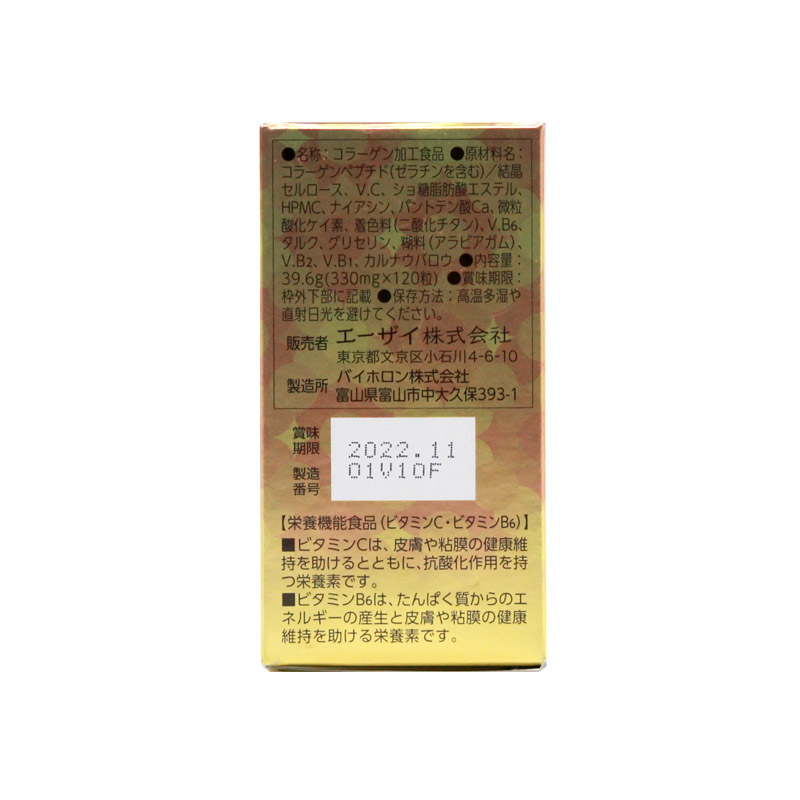 ●名称：コラーゲン加工食品 ●原材料名：
コラーゲンペプチド(ゼラチンを含む)／結晶
セルロース、V.C、ショ糖脂肪酸エステル、
HPMC、ナイアシン、パントテン酸Ca、微粒
酸化ケイ素、着色料(二酸化チタン)、V.B₆、
タルク、グリセリン、糊料(アラビアガム)、
V.B₂、V.B₁、カルナウバロウ ●内容量：
39.6g(330mg×120粒) ●賞味期限：
枠外下部に記載 ●保存方法：高温多湿や
直射日光を避けてください。
販売者 エーザイ株式会社
東京都文京区小石川4-6-10
製造所 バイホロン株式会社
富山県富山市中大久保393-1
賞味期限 2022.11
製造番号 01V10F
【栄養機能食品(ビタミンC・ビタミンB₆)】
■ビタミンCは、皮膚や粘膜の健康維
持を助けるとともに、抗酸化作用を持
つ栄養素です。
■ビタミンB₆は、たんぱく質からのエ
ネルギーの産生と皮膚や粘膜の健康
維持を助ける栄養素です。